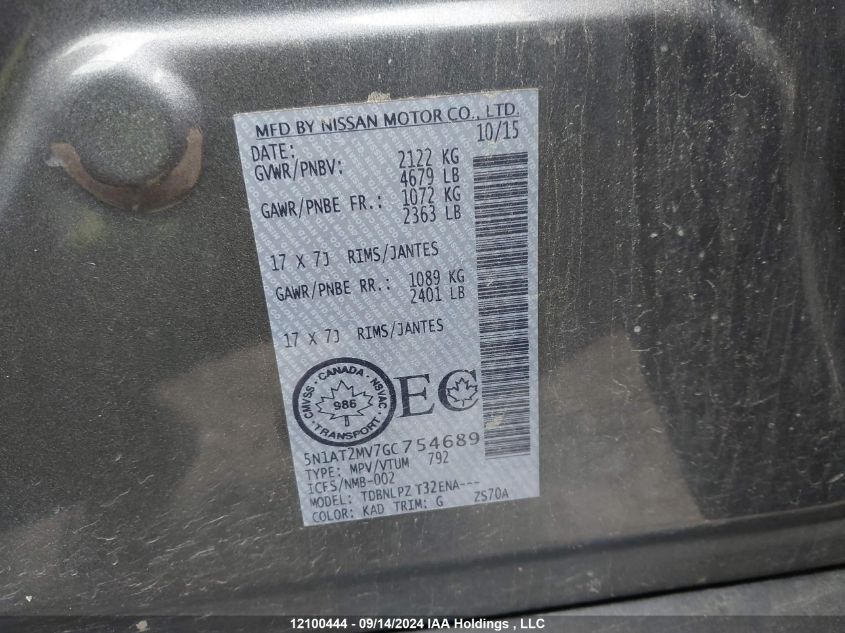 MFD BY NISSAN MOTOR CO., LTD.
DATE: 10/15
GVWR/PNBV: 2122 KG
4679 LB
GAWR/PNBE FR.: 1072 KG
2363 LB
17 X 7J RIMS/JANTES
GAWR/PNBE RR.: 1089 KG
2401 LB
17 X 7J RIMS/JANTES
CMVSS · CANADA · NSVAC
986
· TRANSPORT ·
EC
5N1AT2MV7GC754689
TYPE: MPV/VTUM 792
ICES/NMB-002
MODEL: TDBNLPZ T32ENA---
COLOR: KAD TRIM: G ZS70A
12100444 - 09/14/2024 IAA Holdings , LLC